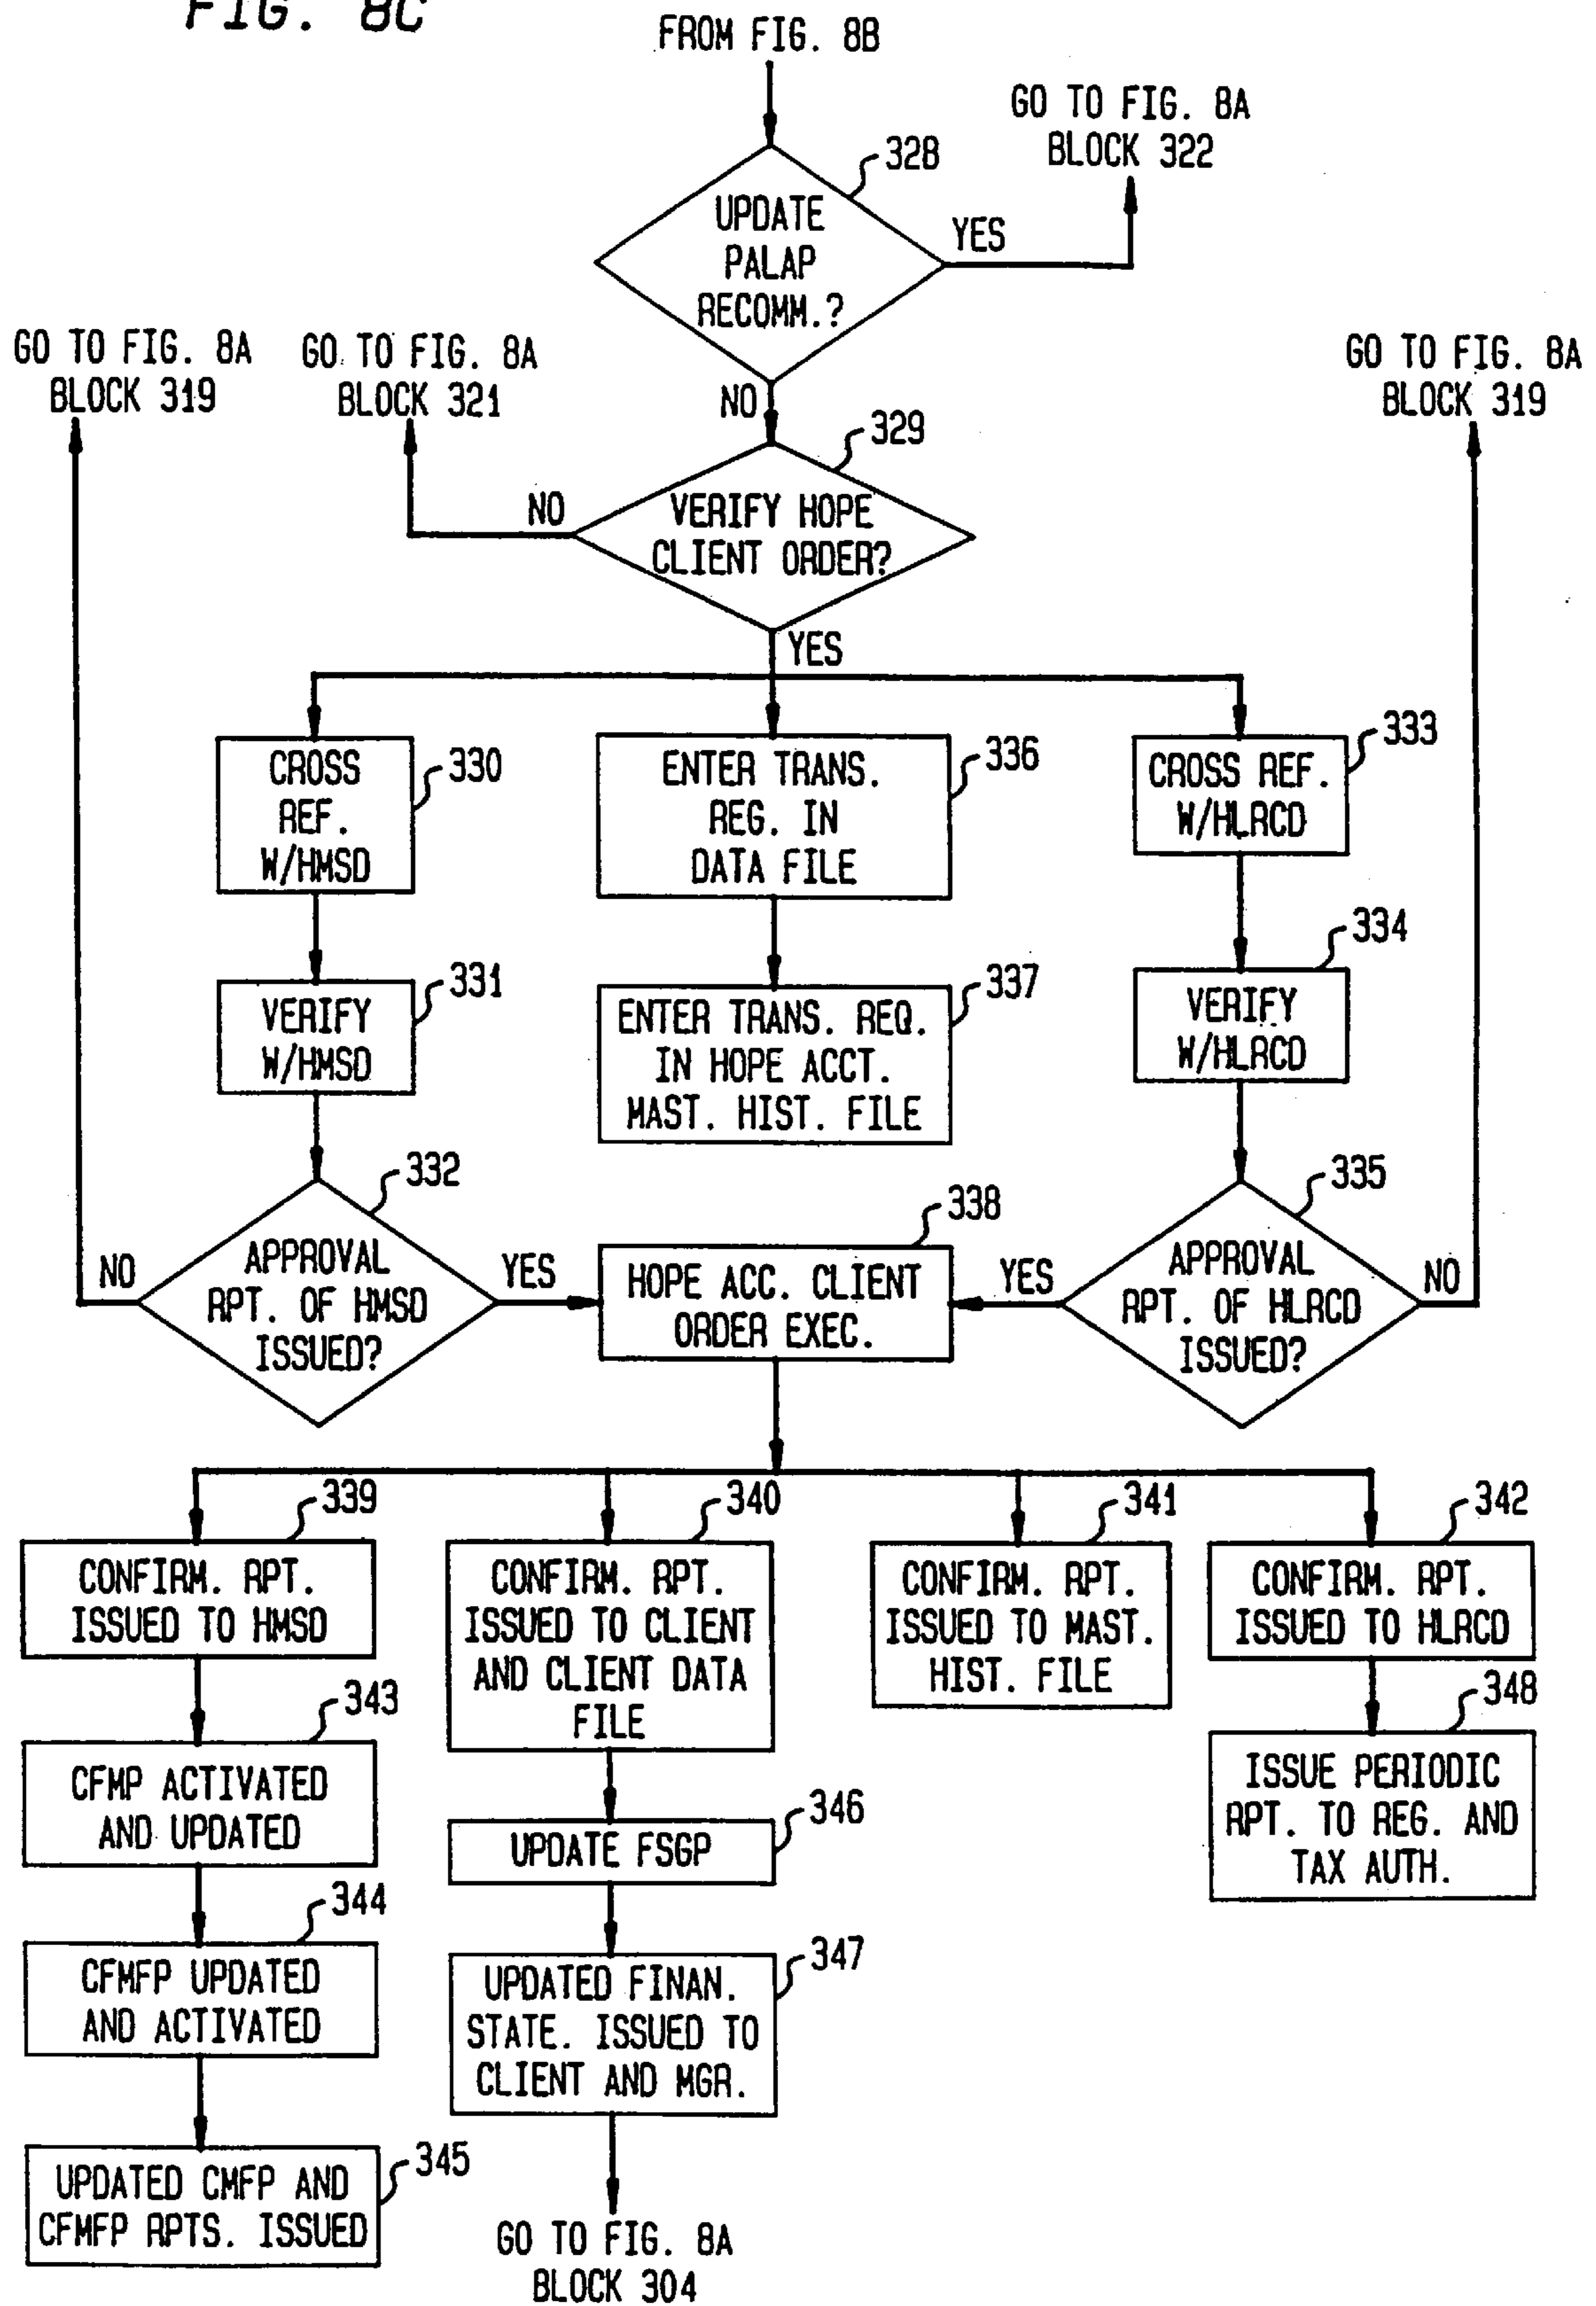 FIG. 8C
FROM FIG. 8B
GO TO FIG. 8A
BLOCK 322
328
UPDATE
PALAP
RECOMM.?
YES
NO
GO TO FIG. 8A
BLOCK 319
GO TO FIG. 8A
BLOCK 321
GO TO FIG. 8A
BLOCK 319
329
VERIFY HOPE
CLIENT ORDER?
NO
YES
330
CROSS
REF.
W/HMSD
336
ENTER TRANS.
REG. IN
DATA FILE
333
CROSS REF.
W/HLRCD
331
VERIFY
W/HMSD
337
ENTER TRANS. REQ.
IN HOPE ACCT.
MAST. HIST. FILE
334
VERIFY
W/HLRCD
332
APPROVAL
RPT. OF HMSD
ISSUED?
NO
YES
338
HOPE ACC. CLIENT
ORDER EXEC.
335
APPROVAL
RPT. OF HLRCD
ISSUED?
YES
NO
339
CONFIRM. RPT.
ISSUED TO HMSD
340
CONFIRM. RPT.
ISSUED TO CLIENT
AND CLIENT DATA
FILE
341
CONFIRM. RPT.
ISSUED TO MAST.
HIST. FILE
342
CONFIRM. RPT.
ISSUED TO HLRCD
343
CFMP ACTIVATED
AND UPDATED
346
UPDATE FSGP
348
ISSUE PERIODIC
RPT. TO REG. AND
TAX AUTH.
344
CFMFP UPDATED
AND ACTIVATED
347
UPDATED FINAN.
STATE. ISSUED TO
CLIENT AND MGR.
345
UPDATED CMFP AND
CFMFP RPTS. ISSUED
GO TO FIG. 8A
BLOCK 304